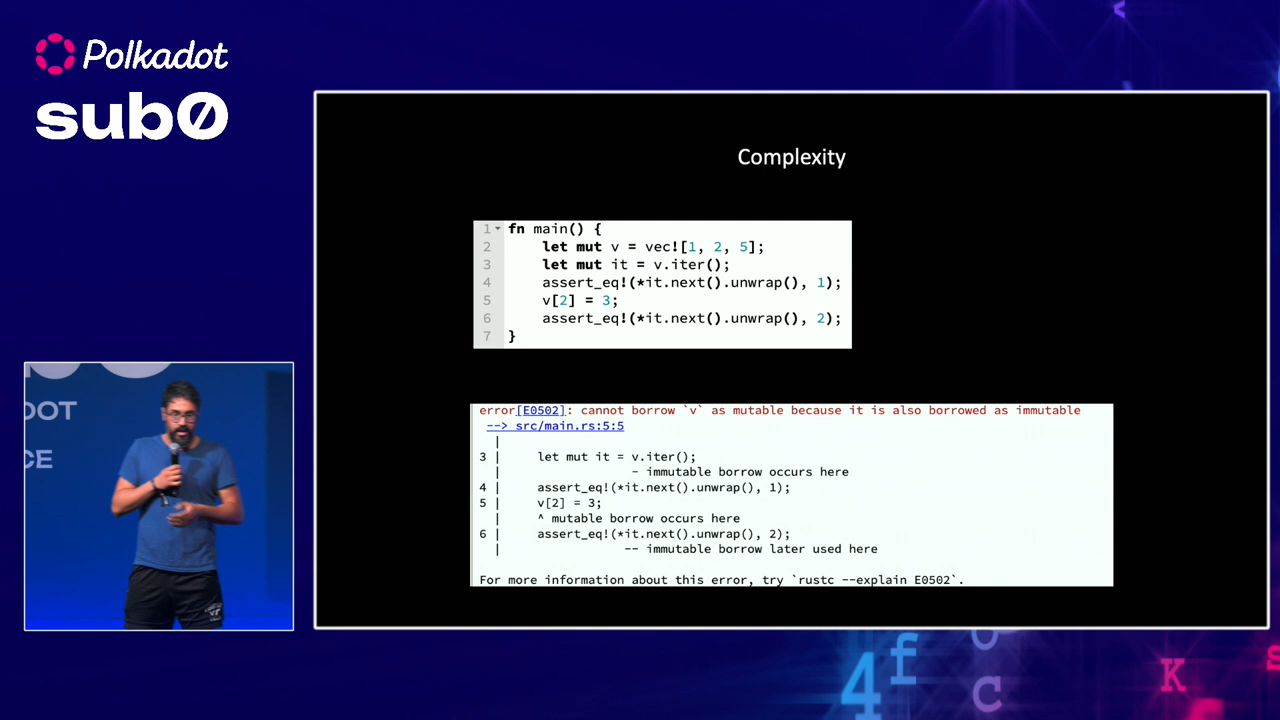 Polkadot
sub0
Complexity
1 fn main() {
2 let mut v = vec![1, 2, 5];
3 let mut it = v.iter();
4 assert_eq!(*it.next().unwrap(), 1);
5 v[2] = 3;
6 assert_eq!(*it.next().unwrap(), 2);
7 }
error[E0502]: cannot borrow `v` as mutable because it is also borrowed as immutable
--> src/main.rs:5:5
|
3 | let mut it = v.iter();
| - immutable borrow occurs here
4 | assert_eq!(*it.next().unwrap(), 1);
5 | v[2] = 3;
| ^ mutable borrow occurs here
6 | assert_eq!(*it.next().unwrap(), 2);
| -- immutable borrow later used here
For more information about this error, try `rustc --explain E0502`.
DOT
CE
4
f
c
K